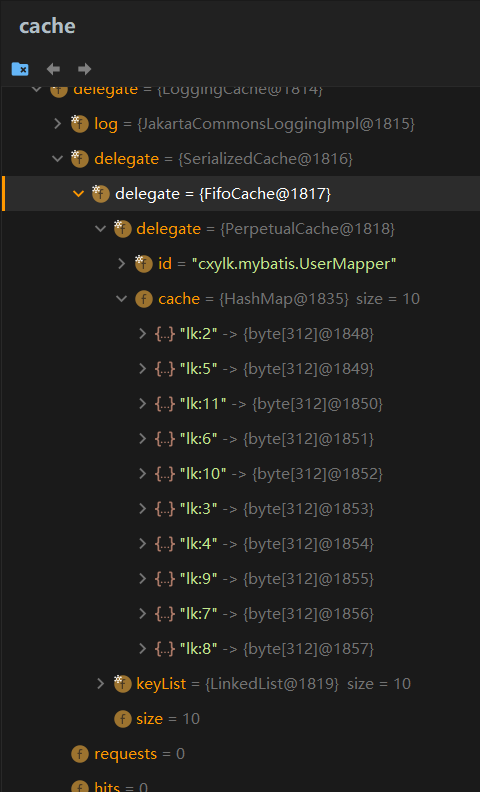 cache
delegate = {LoggingCache@1814}
log = {JakartaCommonsLoggingImpl@1815}
delegate = {SerializedCache@1816}
delegate = {FifoCache@1817}
delegate = {PerpetualCache@1818}
id = "cxylk.mybatis.UserMapper"
cache = {HashMap@1835} size = 10
{...} "lk:2" -> {byte[312]@1848}
{...} "lk:5" -> {byte[312]@1849}
{...} "lk:11" -> {byte[312]@1850}
{...} "lk:6" -> {byte[312]@1851}
{...} "lk:10" -> {byte[312]@1852}
{...} "lk:3" -> {byte[312]@1853}
{...} "lk:4" -> {byte[312]@1854}
{...} "lk:9" -> {byte[312]@1855}
{...} "lk:7" -> {byte[312]@1856}
{...} "lk:8" -> {byte[312]@1857}
keyList = {LinkedList@1819} size = 10
size = 10
requests = 0
hits = 0